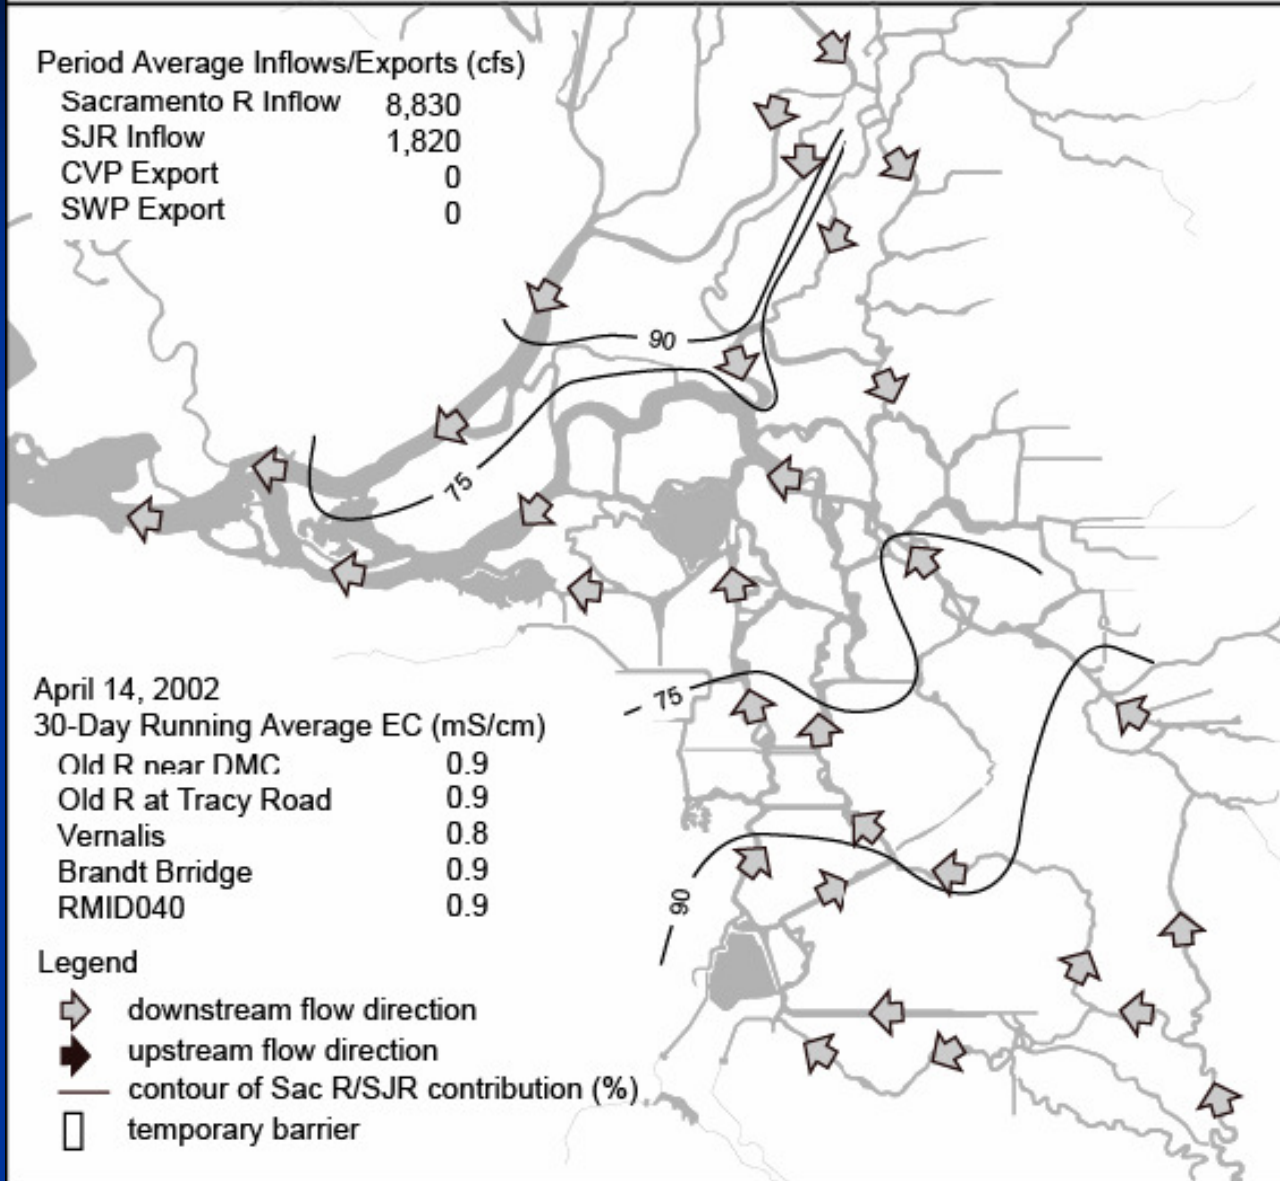 Period Average Inflows/Exports (cfs)
Sacramento R Inflow 8,830
SJR Inflow 1,820
CVP Export 0
SWP Export 0
90
75
75
90
April 14, 2002
30-Day Running Average EC (mS/cm)
Old R near DMC 0.9
Old R at Tracy Road 0.9
Vernalis 0.8
Brandt Brridge 0.9
RMID040 0.9
Legend
downstream flow direction
upstream flow direction
contour of Sac R/SJR contribution (%)
temporary barrier